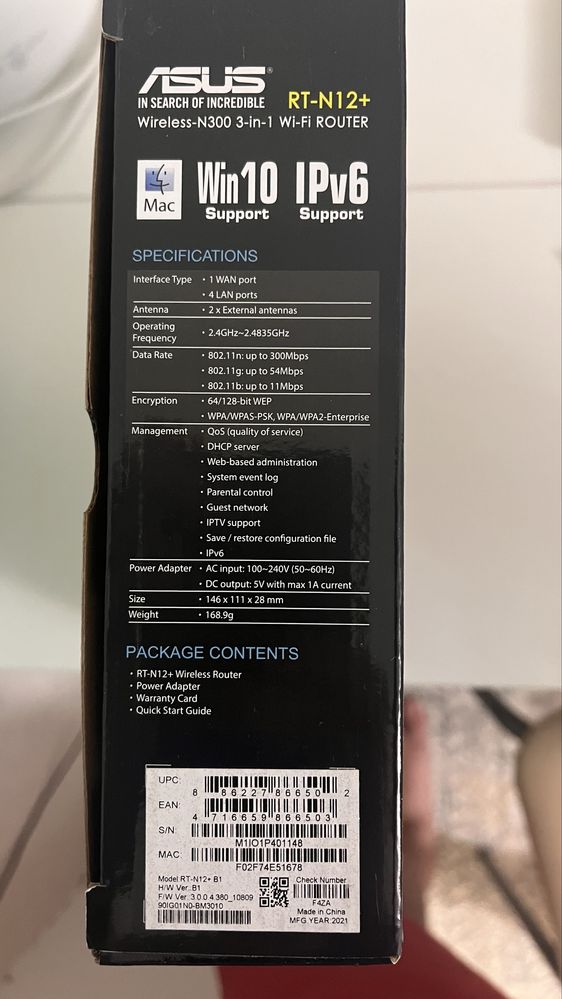 ASUS
IN SEARCH OF INCREDIBLE
RT-N12+
Wireless-N300 3-in-1 Wi-Fi ROUTER
Mac
Win10
Support
IPv6
Support
SPECIFICATIONS
Interface Type • 1 WAN port
• 4 LAN ports
Antenna • 2 x External antennas
Operating Frequency • 2.4GHz~2.4835GHz
Data Rate • 802.11n: up to 300Mbps
• 802.11g: up to 54Mbps
• 802.11b: up to 11Mbps
Encryption • 64/128-bit WEP
• WPA/WPAS-PSK, WPA/WPA2-Enterprise
Management • QoS (quality of service)
• DHCP server
• Web-based administration
• System event log
• Parental control
• Guest network
• IPTV support
• Save / restore configuration file
• IPv6
Power Adapter • AC input: 100~240V (50~60Hz)
• DC output: 5V with max 1A current
Size • 146 x 111 x 28 mm
Weight • 168.9g
PACKAGE CONTENTS
• RT-N12+ Wireless Router
• Power Adapter
• Warranty Card
• Quick Start Guide
UPC:
8 86227 86650 2
EAN:
4 716659 866503
S/N:
M1IO1P401148
MAC:
F02F74E51678
Model RT-N12+ B1
H/W Ver.:B1
F/W Ver.:3.0.0.4.380_10809
90IG01N0-BM3010
Check Number
F4ZA
Made in China
MFG.YEAR:2021